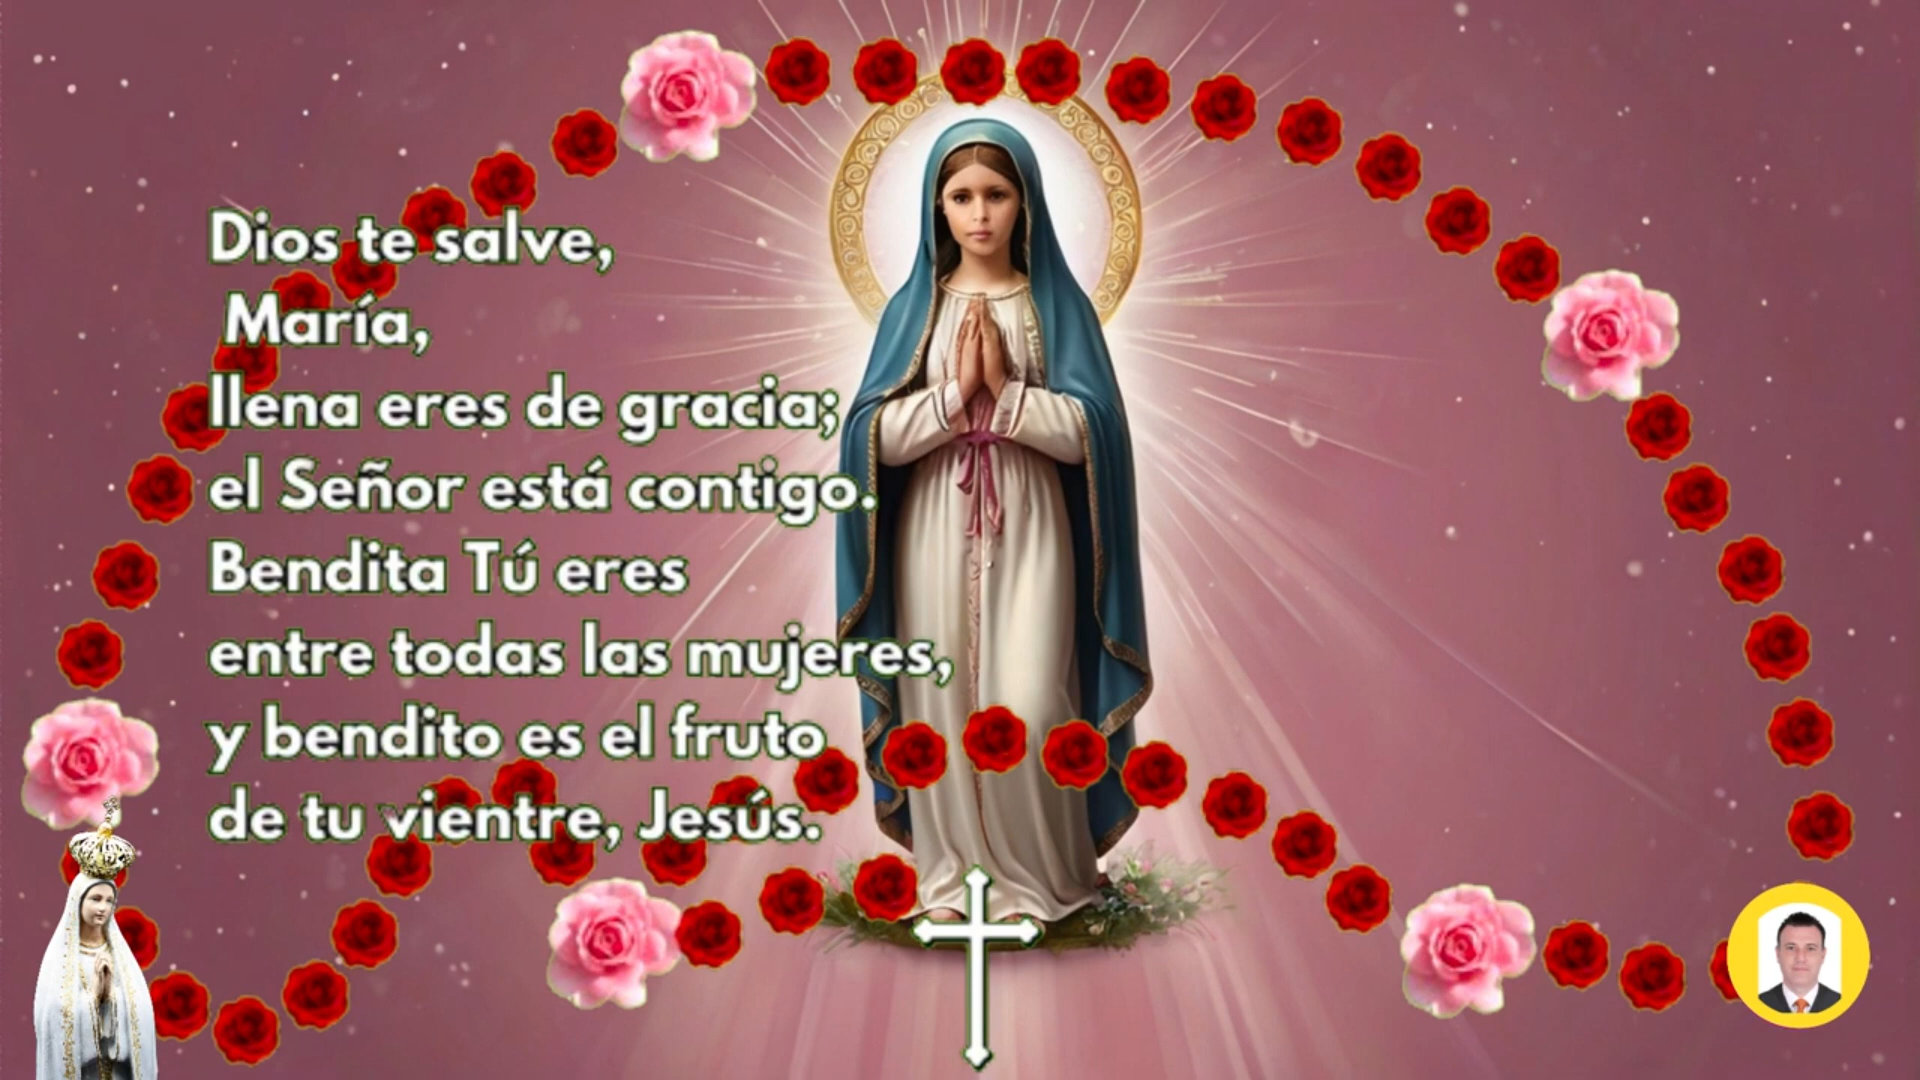 Dios te salve,
María,
llena eres de gracia;
el Señor está contigo.
Bendita Tú eres
entre todas las mujeres,
y bendito es el fruto
de tu vientre, Jesús.